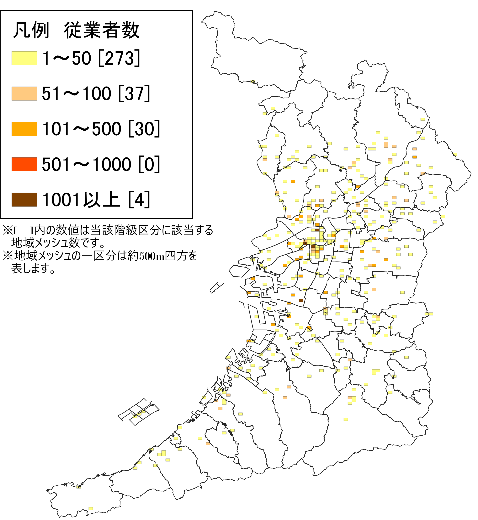 凡例　従業者数
1～50 [273]
51～100 [37]
101～500 [30]
501～1000 [0]
1001以上 [4]
※[　]内の数値は当該階級区分に該当する
地域メッシュ数です。
※地域メッシュの一区分は約500m四方を
表します。